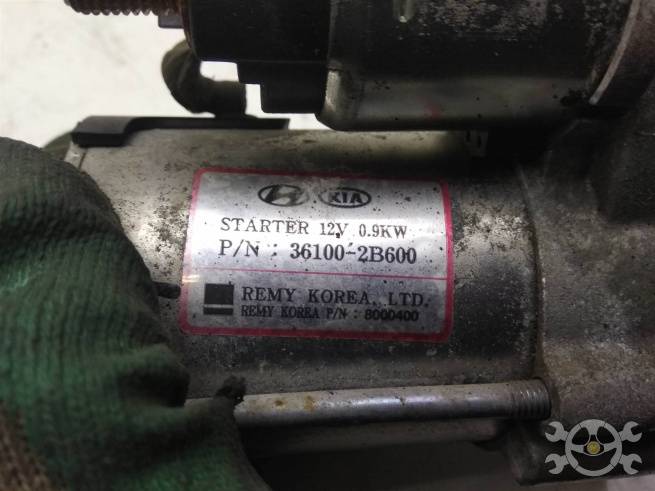 KIA
STARTER 12V 0.9KW
P/N : 36100-2B600
REMY KOREA. LTD.
REMY KOREA P/N : 8000400